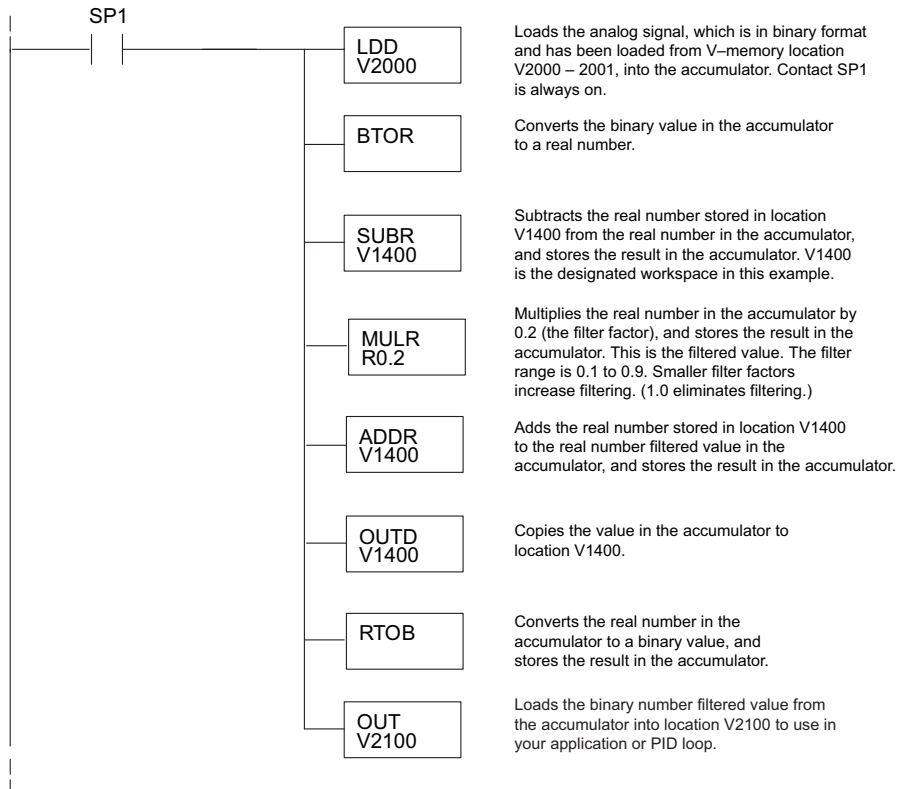 SP1
LDD
V2000
Loads the analog signal, which is in binary format
and has been loaded from V–memory location
V2000 – 2001, into the accumulator. Contact SP1
is always on.
BTOR
Converts the binary value in the accumulator
to a real number.
SUBR
V1400
Subtracts the real number stored in location
V1400 from the real number in the accumulator,
and stores the result in the accumulator. V1400
is the designated workspace in this example.
MULR
R0.2
Multiplies the real number in the accumulator by
0.2 (the filter factor), and stores the result in the
accumulator. This is the filtered value. The filter
range is 0.1 to 0.9. Smaller filter factors
increase filtering. (1.0 eliminates filtering.)
ADDR
V1400
Adds the real number stored in location V1400
to the real number filtered value in the
accumulator, and stores the result in the accumulator.
OUTD
V1400
Copies the value in the accumulator to
location V1400.
RTOB
Converts the real number in the
accumulator to a binary value, and
stores the result in the accumulator.
OUT
V2100
Loads the binary number filtered value from
the accumulator into location V2100 to use in
your application or PID loop.